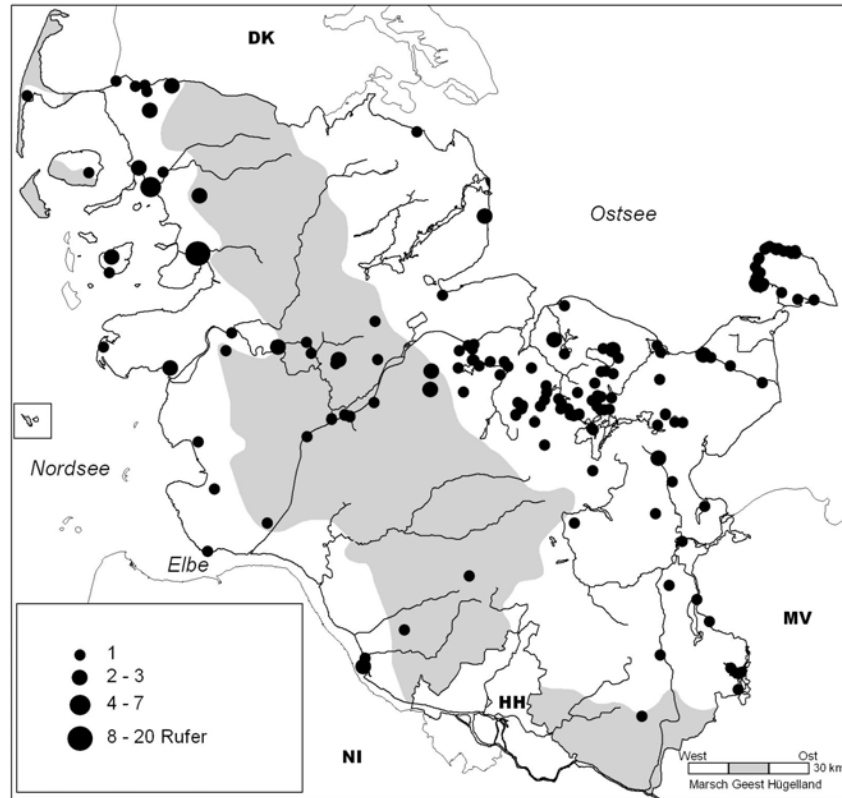 DK
Ostsee
Nordsee
Elbe
MV
HH
NI
1
2 - 3
4 - 7
8 - 20 Rufer
West Ost
30 km
Marsch Geest Hügelland